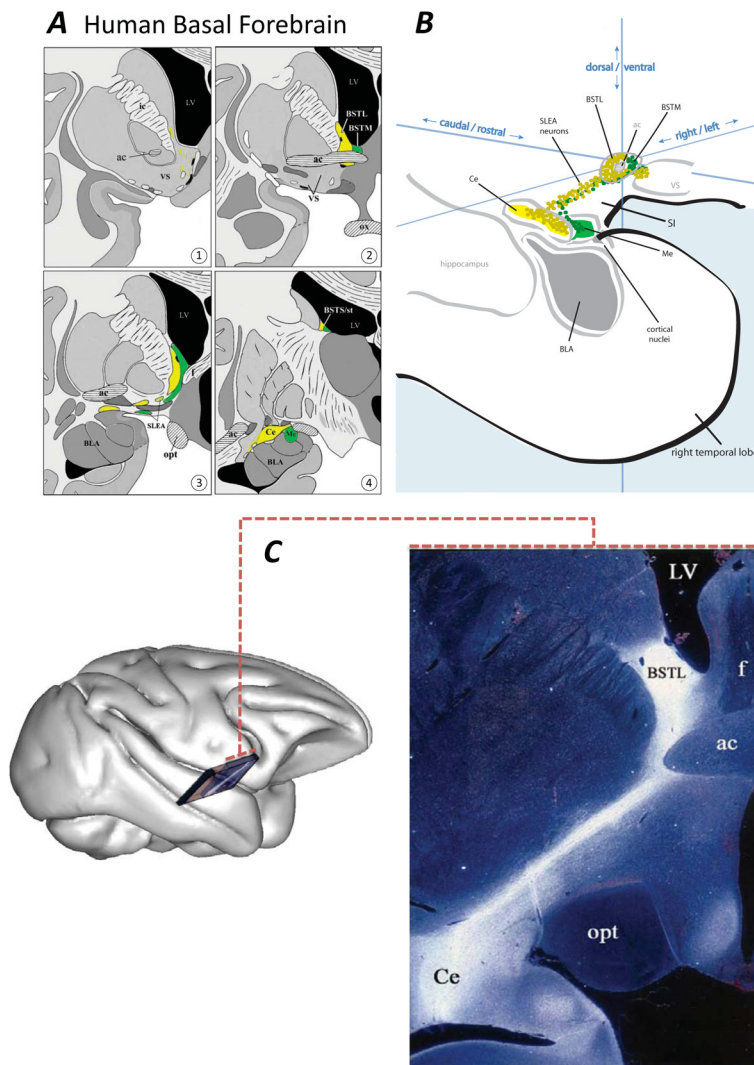 A Human Basal Forebrain
LV
ic
ac
VS
1
LV
BSTL
BSTM
ac
VS
ox
2
LV
f
ac
SLEA
BLA
opt
3
BSTS/st
LV
ac
Ce
Me
BLA
4
B
dorsal / ventral
BSTL
BSTM
SLEA
neurons
ac
caudal / rostral
right / left
Ce
VS
SI
Me
hippocampus
cortical
nuclei
BLA
right temporal lobe
C
LV
BSTL
f
ac
opt
Ce